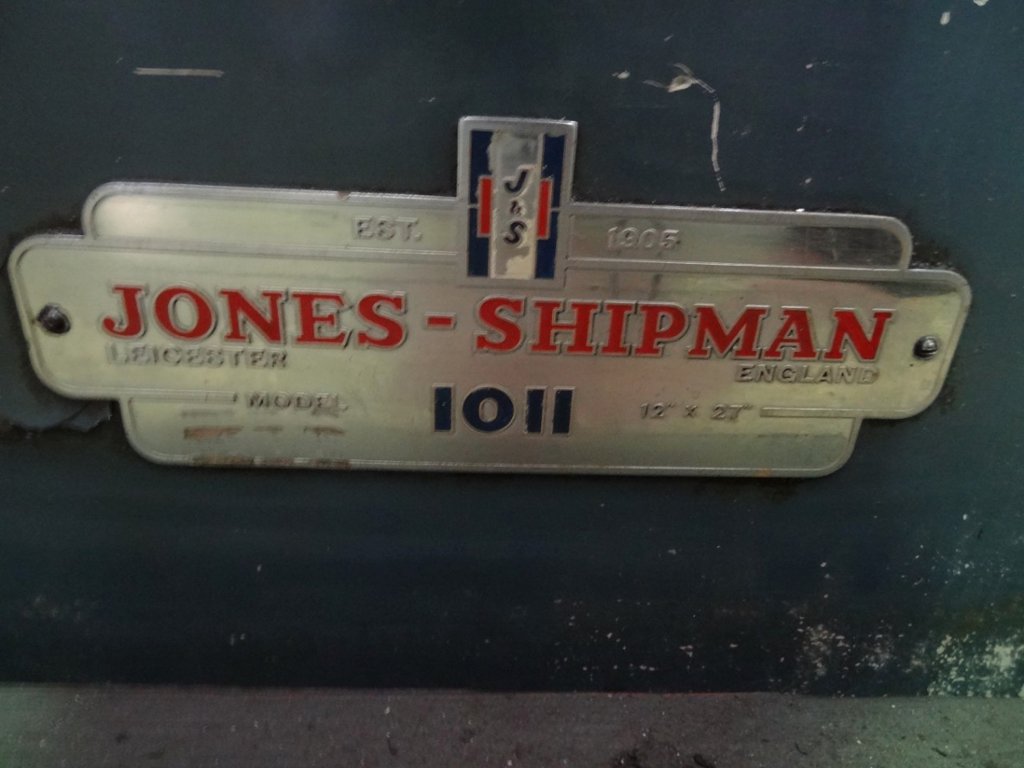 J
&
S
EST. 1905
JONES-SHIPMAN
LEICESTER ENGLAND
MODEL 1011 12" X 27"